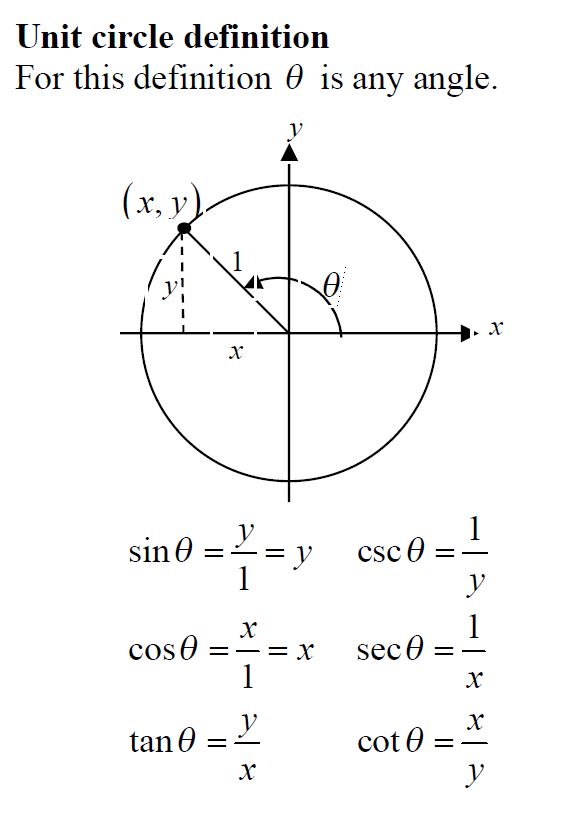 Unit circle definition
For this definition θ is any angle.
y
(x, y)
1
θ
y
x
x
sin θ = y/1 = y csc θ = 1/y
cos θ = x/1 = x sec θ = 1/x
tan θ = y/x cot θ = x/y